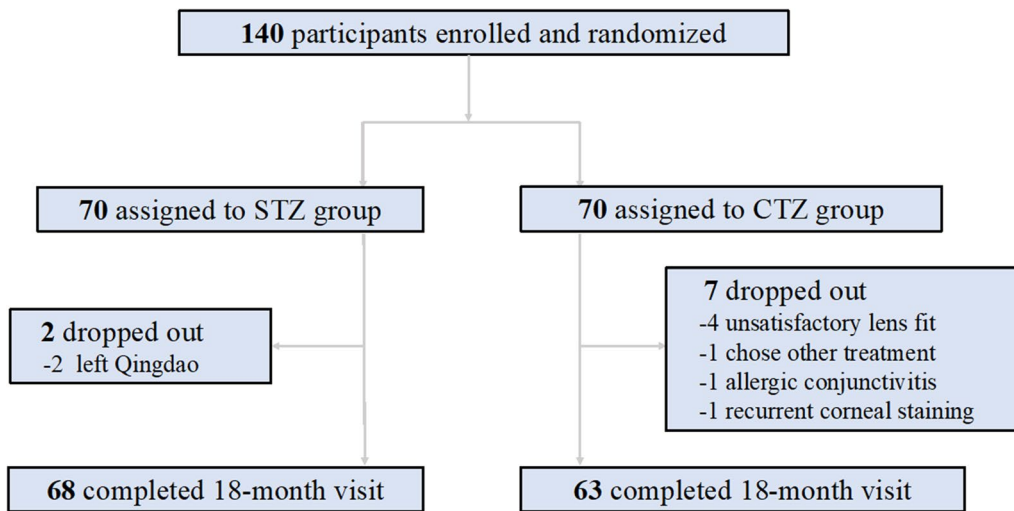 140 participants enrolled and randomized
70 assigned to STZ group
70 assigned to CTZ group
2 dropped out
-2 left Qingdao
7 dropped out
-4 unsatisfactory lens fit
-1 chose other treatment
-1 allergic conjunctivitis
-1 recurrent corneal staining
68 completed 18-month visit
63 completed 18-month visit